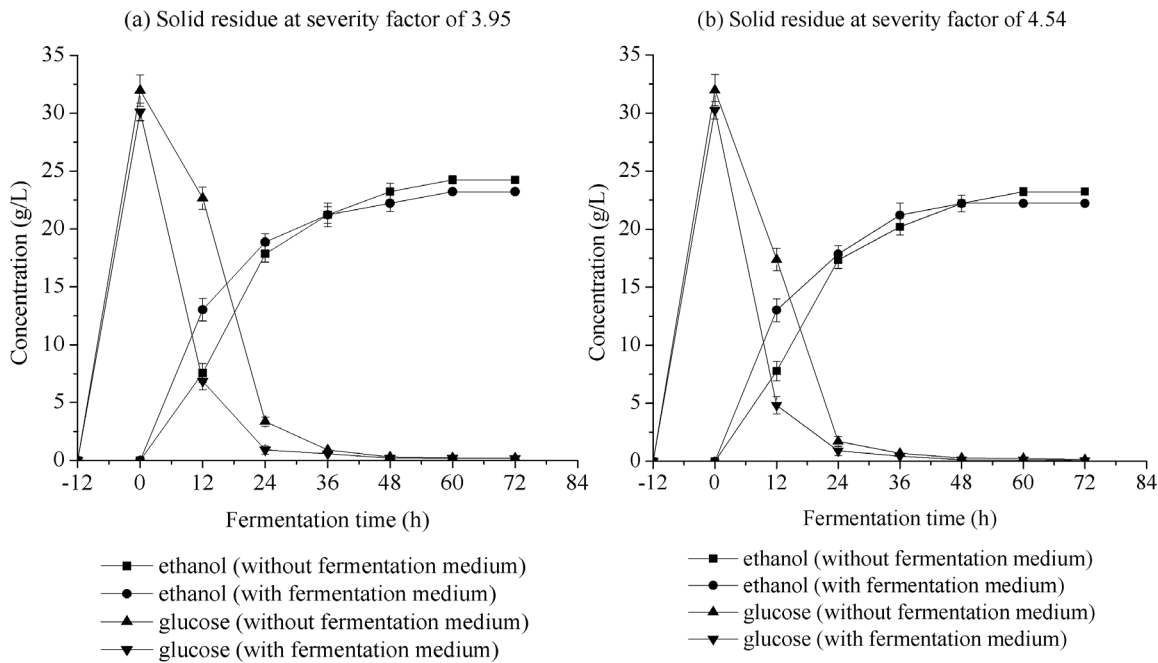 (a) Solid residue at severity factor of 3.95
35
30
25
20
15
10
5
0
Concentration (g/L)
-12 0 12 24 36 48 60 72 84
Fermentation time (h)
ethanol (without fermentation medium)
ethanol (with fermentation medium)
glucose (without fermentation medium)
glucose (with fermentation medium)
(b) Solid residue at severity factor of 4.54
35
30
25
20
15
10
5
0
Concentration (g/L)
-12 0 12 24 36 48 60 72 84
Fermentation time (h)
ethanol (without fermentation medium)
ethanol (with fermentation medium)
glucose (without fermentation medium)
glucose (with fermentation medium)